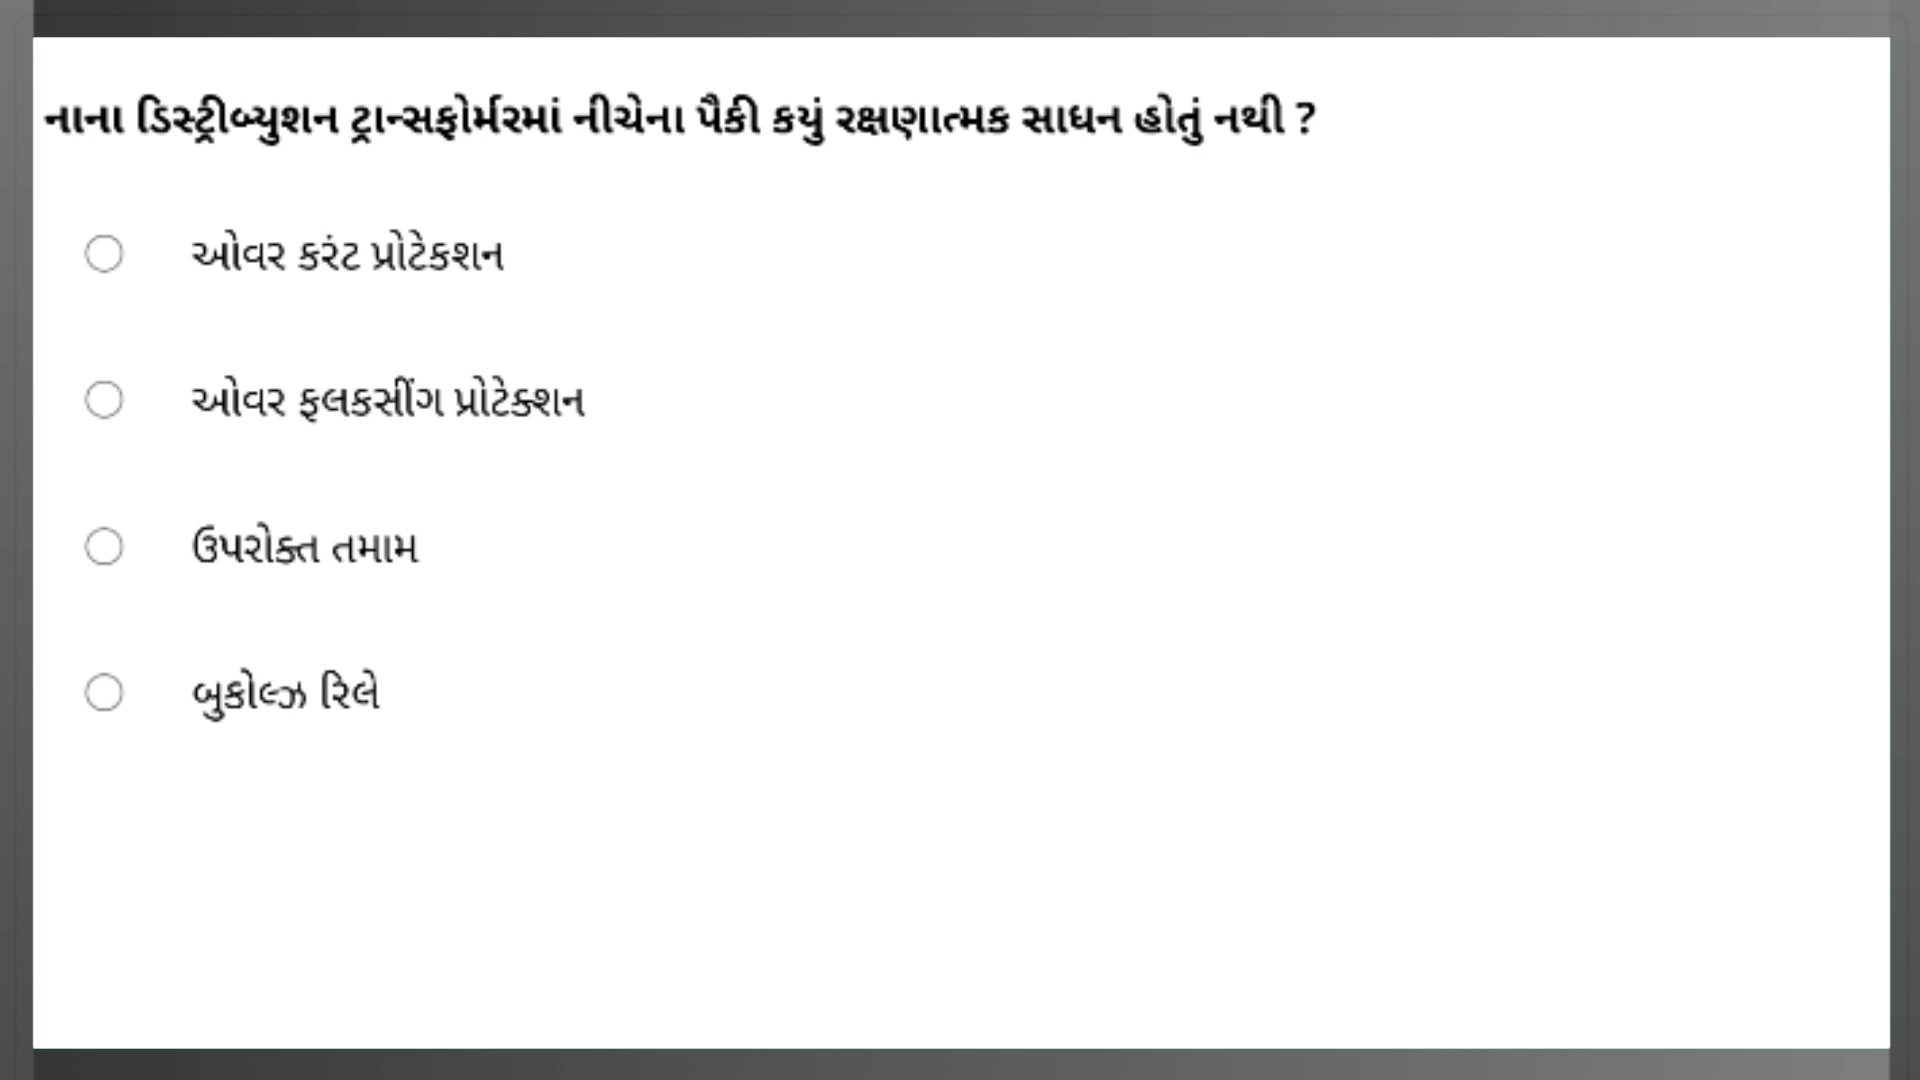 નાના ડિસ્ટ્રીબ્યુશન ટ્રાન્સફોર્મરમાં નીચેના પૈકી કયું રક્ષણાત્મક સાધન હોતું નથી ?
ઓવર કરંટ પ્રોટેકશન
ઓવર ફલકસીંગ પ્રોટેક્શન
ઉપરોક્ત તમામ
બુકોલ્ઝ રિલે